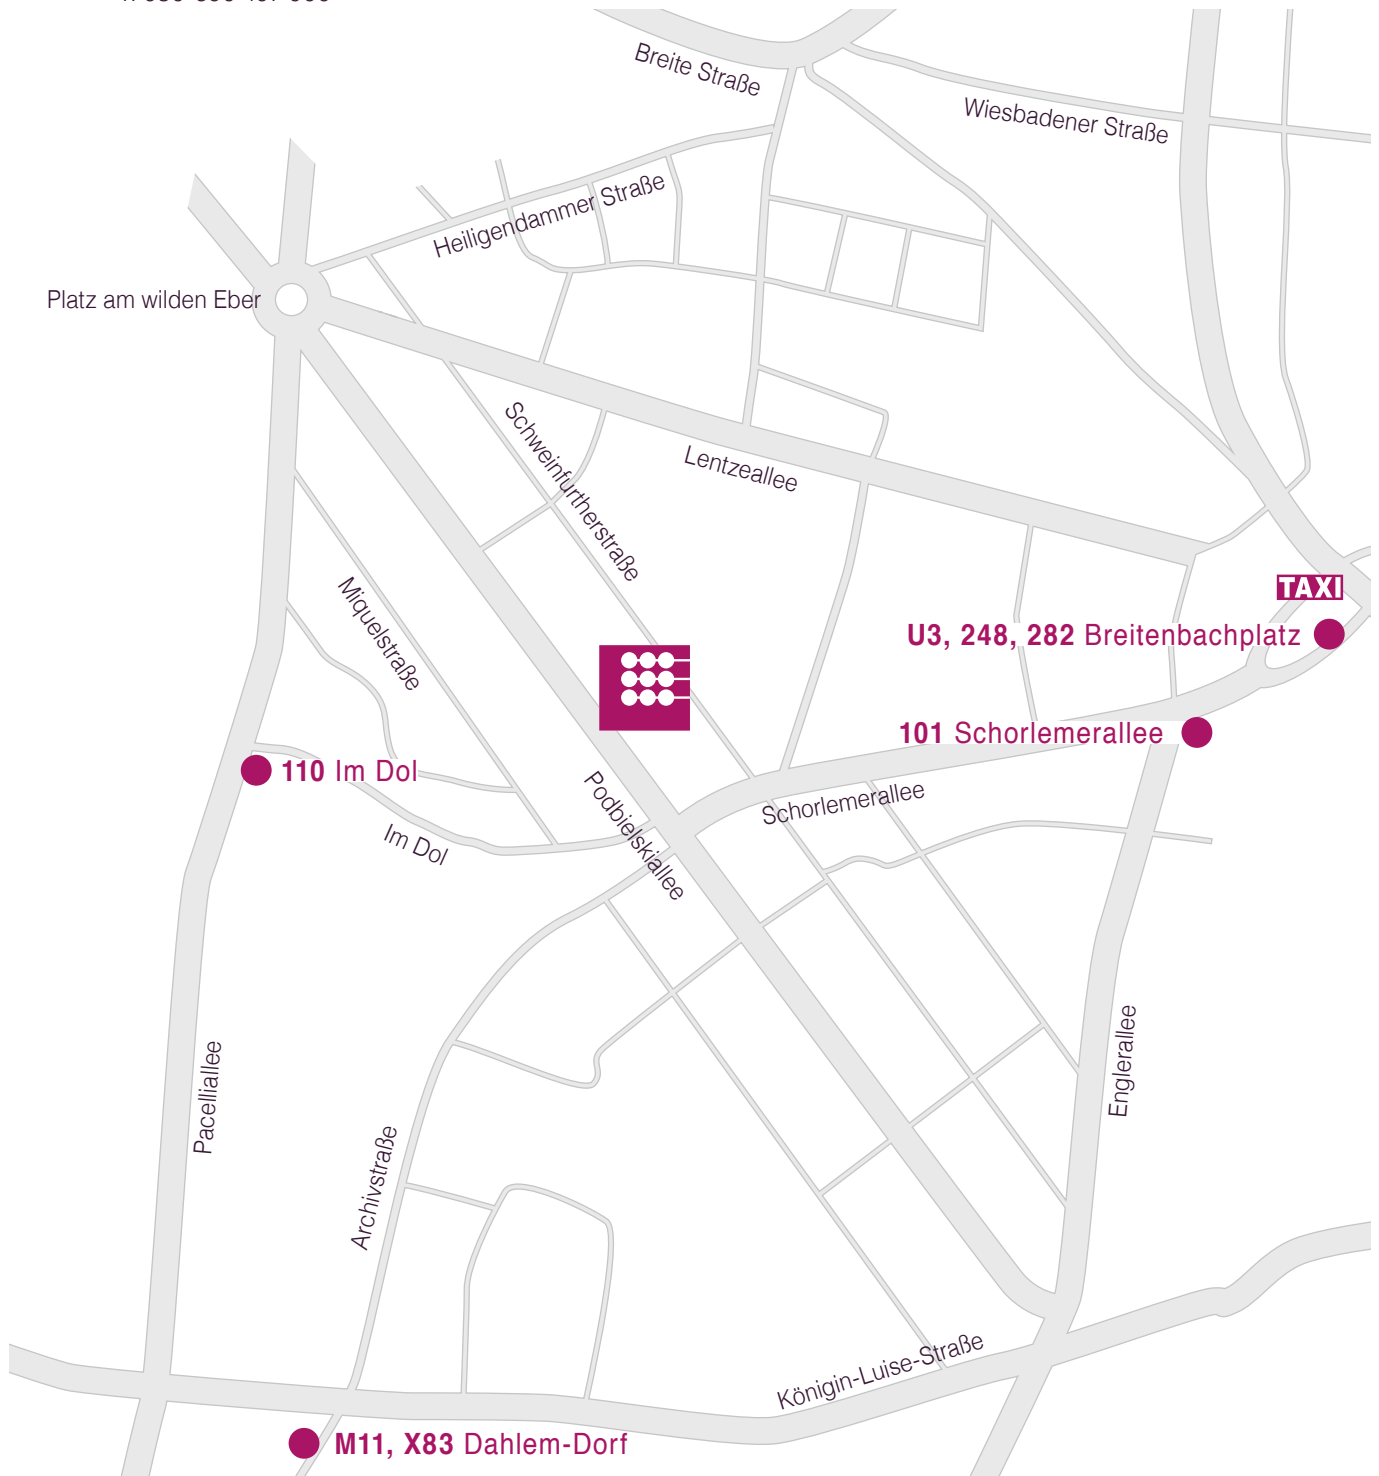 Breite Straße
Wiesbadener Straße
Heiligendammer Straße
Platz am wilden Eber
Schweinfurtherstraße
Lentzeallee
Miquelstraße
TAXI
U3, 248, 282 Breitenbachplatz
101 Schorlemerallee
110 Im Dol
Podbielskiallee
Schorlemerallee
Im Dol
Englerallee
Pacelliallee
Archivstraße
Königin-Luise-Straße
M11, X83 Dahlem-Dorf